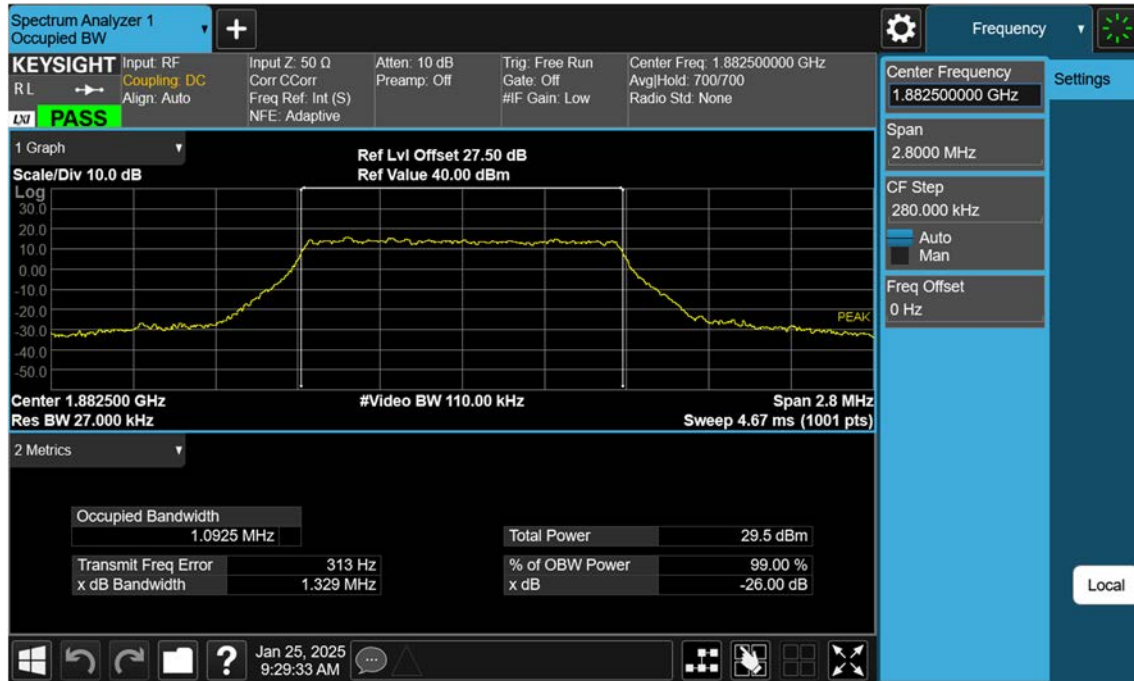 Spectrum Analyzer 1
Occupied BW
Frequency
KEYSIGHT
R L
LXI PASS
Input: RF
Coupling: DC
Align: Auto
Input Z: 50 Ω
Corr CCorr
Freq Ref: Int (S)
NFE: Adaptive
Atten: 10 dB
Preamp: Off
Trig: Free Run
Gate: Off
#IF Gain: Low
Center Freq: 1.882500000 GHz
Avg|Hold: 700/700
Radio Std: None
Center Frequency
1.882500000 GHz
Settings
Span
2.8000 MHz
CF Step
280.000 kHz
Auto
Man
Freq Offset
0 Hz
Local
1 Graph
Scale/Div 10.0 dB
Ref Lvl Offset 27.50 dB
Ref Value 40.00 dBm
Log
30.0
20.0
10.0
0.00
-10.0
-20.0
-30.0
-40.0
-50.0
PEAK
Center 1.882500 GHz
#Video BW 110.00 kHz
Span 2.8 MHz
Res BW 27.000 kHz
Sweep 4.67 ms (1001 pts)
2 Metrics
Occupied Bandwidth
1.0925 MHz
Total Power 29.5 dBm
Transmit Freq Error 313 Hz
% of OBW Power 99.00 %
x dB Bandwidth 1.329 MHz
x dB -26.00 dB
?
Jan 25, 2025
9:29:33 AM